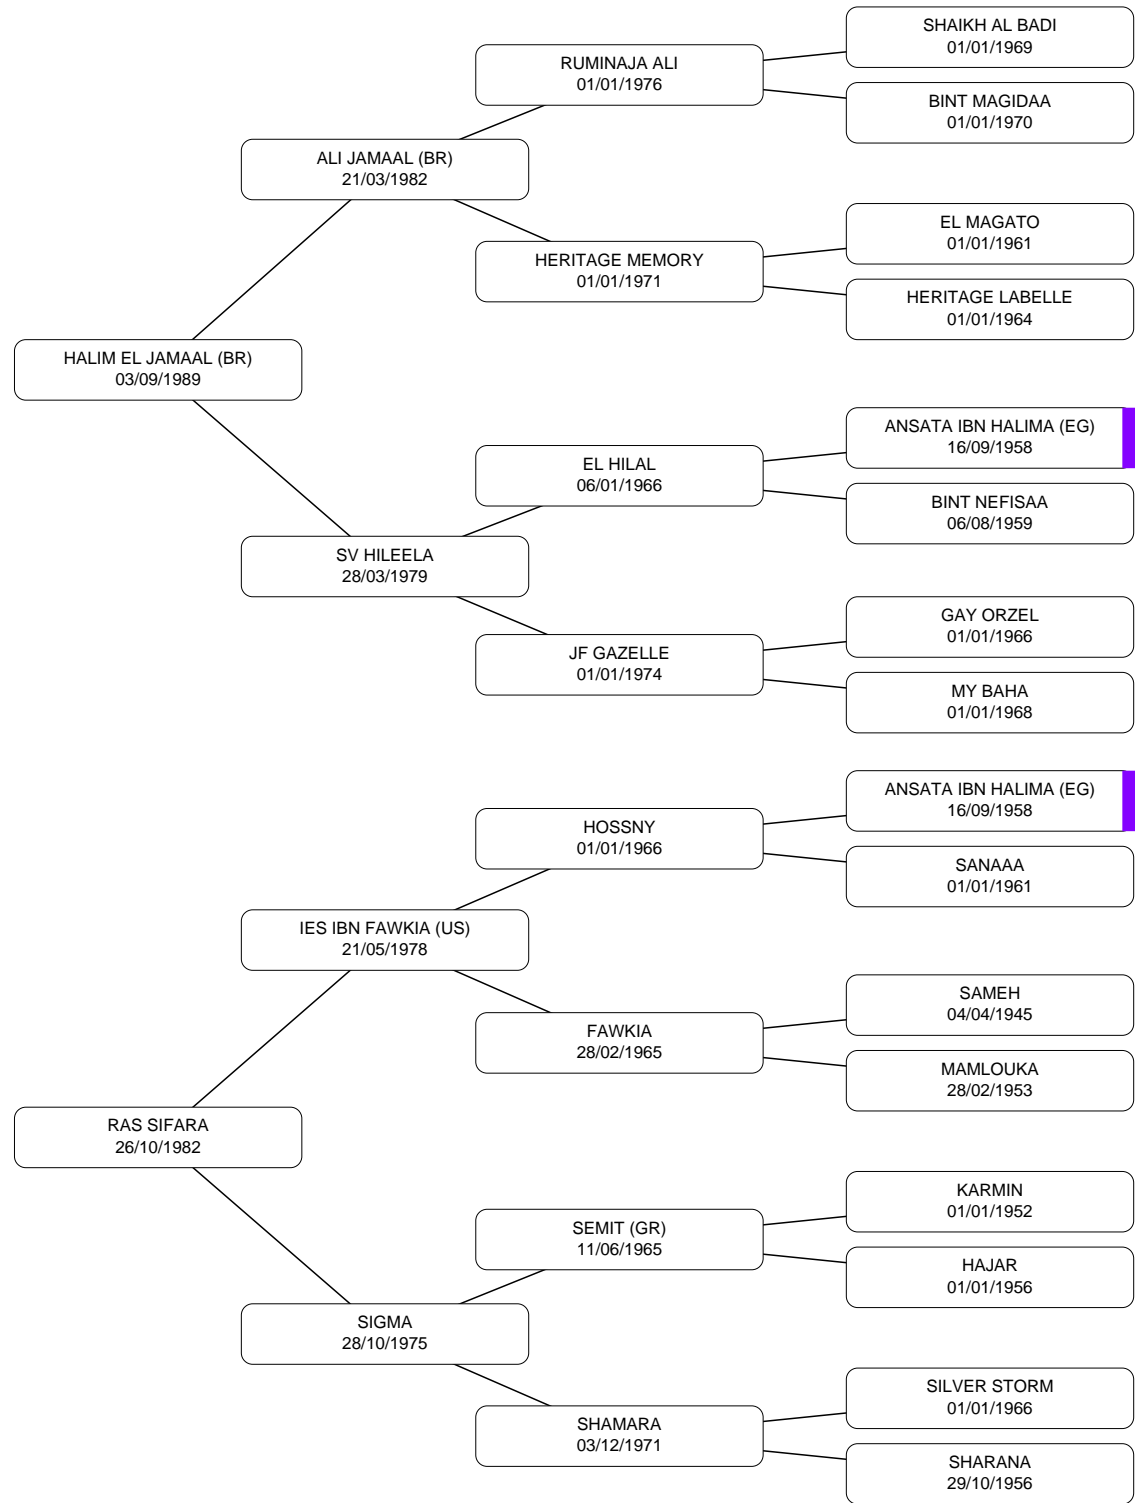 SHAIKH AL BADI
01/01/1969
RUMINAJA ALI
01/01/1976
BINT MAGIDAA
01/01/1970
ALI JAMAAL (BR)
21/03/1982
EL MAGATO
01/01/1961
HERITAGE MEMORY
01/01/1971
HERITAGE LABELLE
01/01/1964
HALIM EL JAMAAL (BR)
03/09/1989
ANSATA IBN HALIMA (EG)
16/09/1958
EL HILAL
06/01/1966
BINT NEFISAA
06/08/1959
SV HILEELA
28/03/1979
GAY ORZEL
01/01/1966
JF GAZELLE
01/01/1974
MY BAHA
01/01/1968
ANSATA IBN HALIMA (EG)
16/09/1958
HOSSNY
01/01/1966
SANAAA
01/01/1961
IES IBN FAWKIA (US)
21/05/1978
SAMEH
04/04/1945
FAWKIA
28/02/1965
MAMLOUKA
28/02/1953
RAS SIFARA
26/10/1982
KARMIN
01/01/1952
SEMIT (GR)
11/06/1965
HAJAR
01/01/1956
SIGMA
28/10/1975
SILVER STORM
01/01/1966
SHAMARA
03/12/1971
SHARANA
29/10/1956